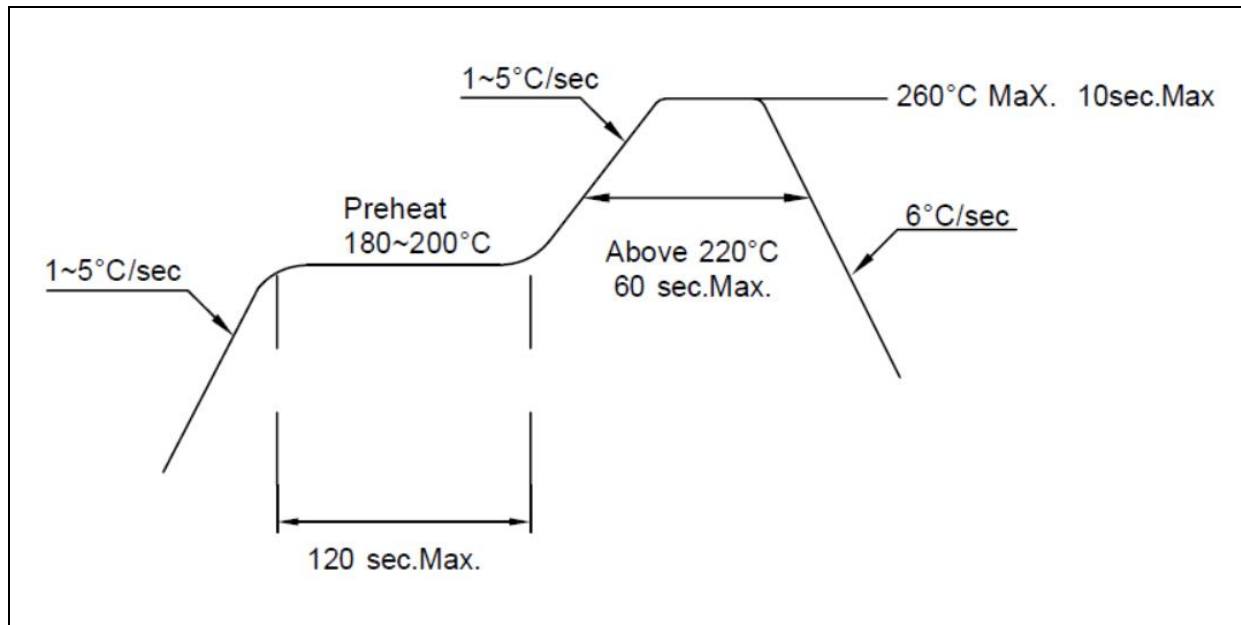 1~5°C/sec
260°C MaX. 10sec.Max
Preheat
180~200°C
6°C/sec
Above 220°C
60 sec.Max.
1~5°C/sec
120 sec.Max.